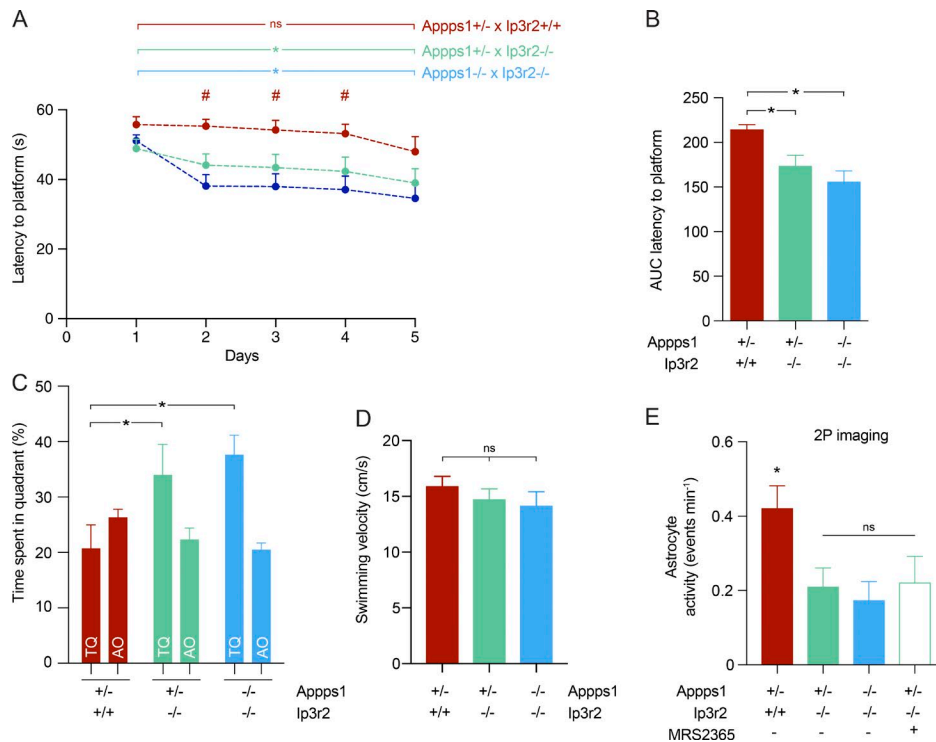 A
ns
Appps1+/- x Ip3r2+/+
*
Appps1+/- x Ip3r2-/-
*
Appps1-/- x Ip3r2-/-
# # #
Latency to platform (s)
60
40
20
0
0 1 2 3 4 5
Days
B
*
*
AUC latency to platform
250
200
150
100
50
0
Appps1 +/- +/- -/-
Ip3r2 +/+ -/- -/-
C
*
*
Time spent in quadrant (%)
50
40
30
20
10
0
TQ AO TQ AO TQ AO
+/- +/- -/- Appps1
+/+ -/- -/- Ip3r2
D
ns
Swimming velocity (cm/s)
20
15
10
5
0
+/- +/- -/- Appps1
+/+ -/- -/- Ip3r2
E
2P imaging
*
ns
Astrocyte
activity (events min⁻¹)
0.6
0.4
0.2
0
Appps1 +/- +/- -/- +/-
Ip3r2 +/+ -/- -/- -/-
MRS2365 - - - +